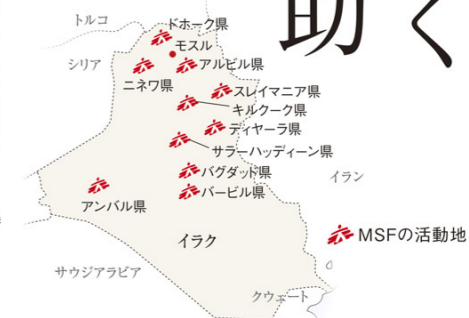 助く
トルコ
ドホーク県
モスル
シリア
アルビル県
ニネワ県
スレイマニア県
キルクーク県
ディヤーラ県
サラーハッディーン県
バグダッド県
イラン
バービル県
アンバル県
イラク
MSFの活動地
サウジアラビア
クウェート